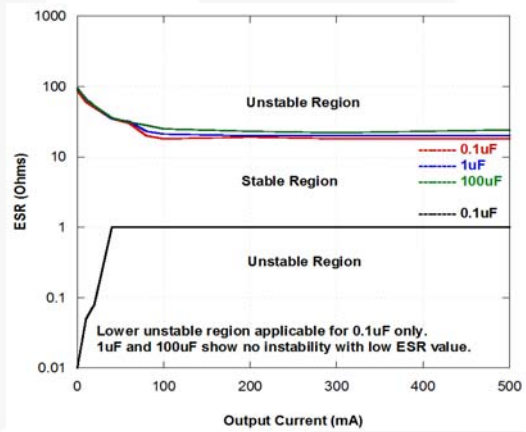 1000
100
10
1
0.1
0.01
ESR (Ohms)
Unstable Region
0.1uF
1uF
100uF
0.1uF
Stable Region
Unstable Region
Lower unstable region applicable for 0.1uF only.
1uF and 100uF show no instability with low ESR value.
0 100 200 300 400 500
Output Current (mA)